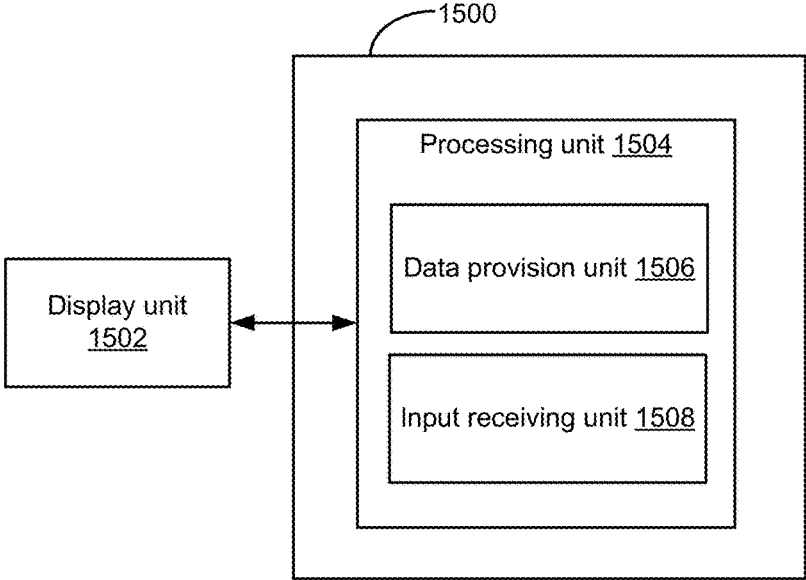 1500
Processing unit 1504
Data provision unit 1506
Display unit
1502
Input receiving unit 1508